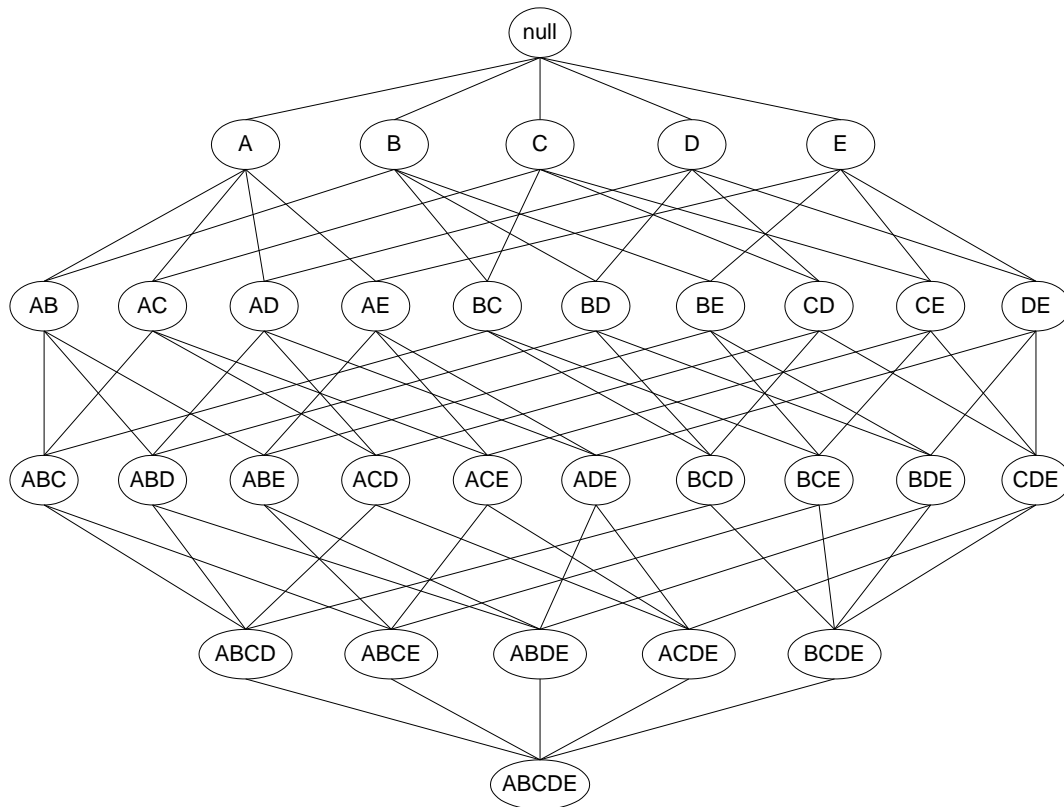 null
A B C D E
AB AC AD AE BC BD BE CD CE DE
ABC ABD ABE ACD ACE ADE BCD BCE BDE CDE
ABCD ABCE ABDE ACDE BCDE
ABCDE